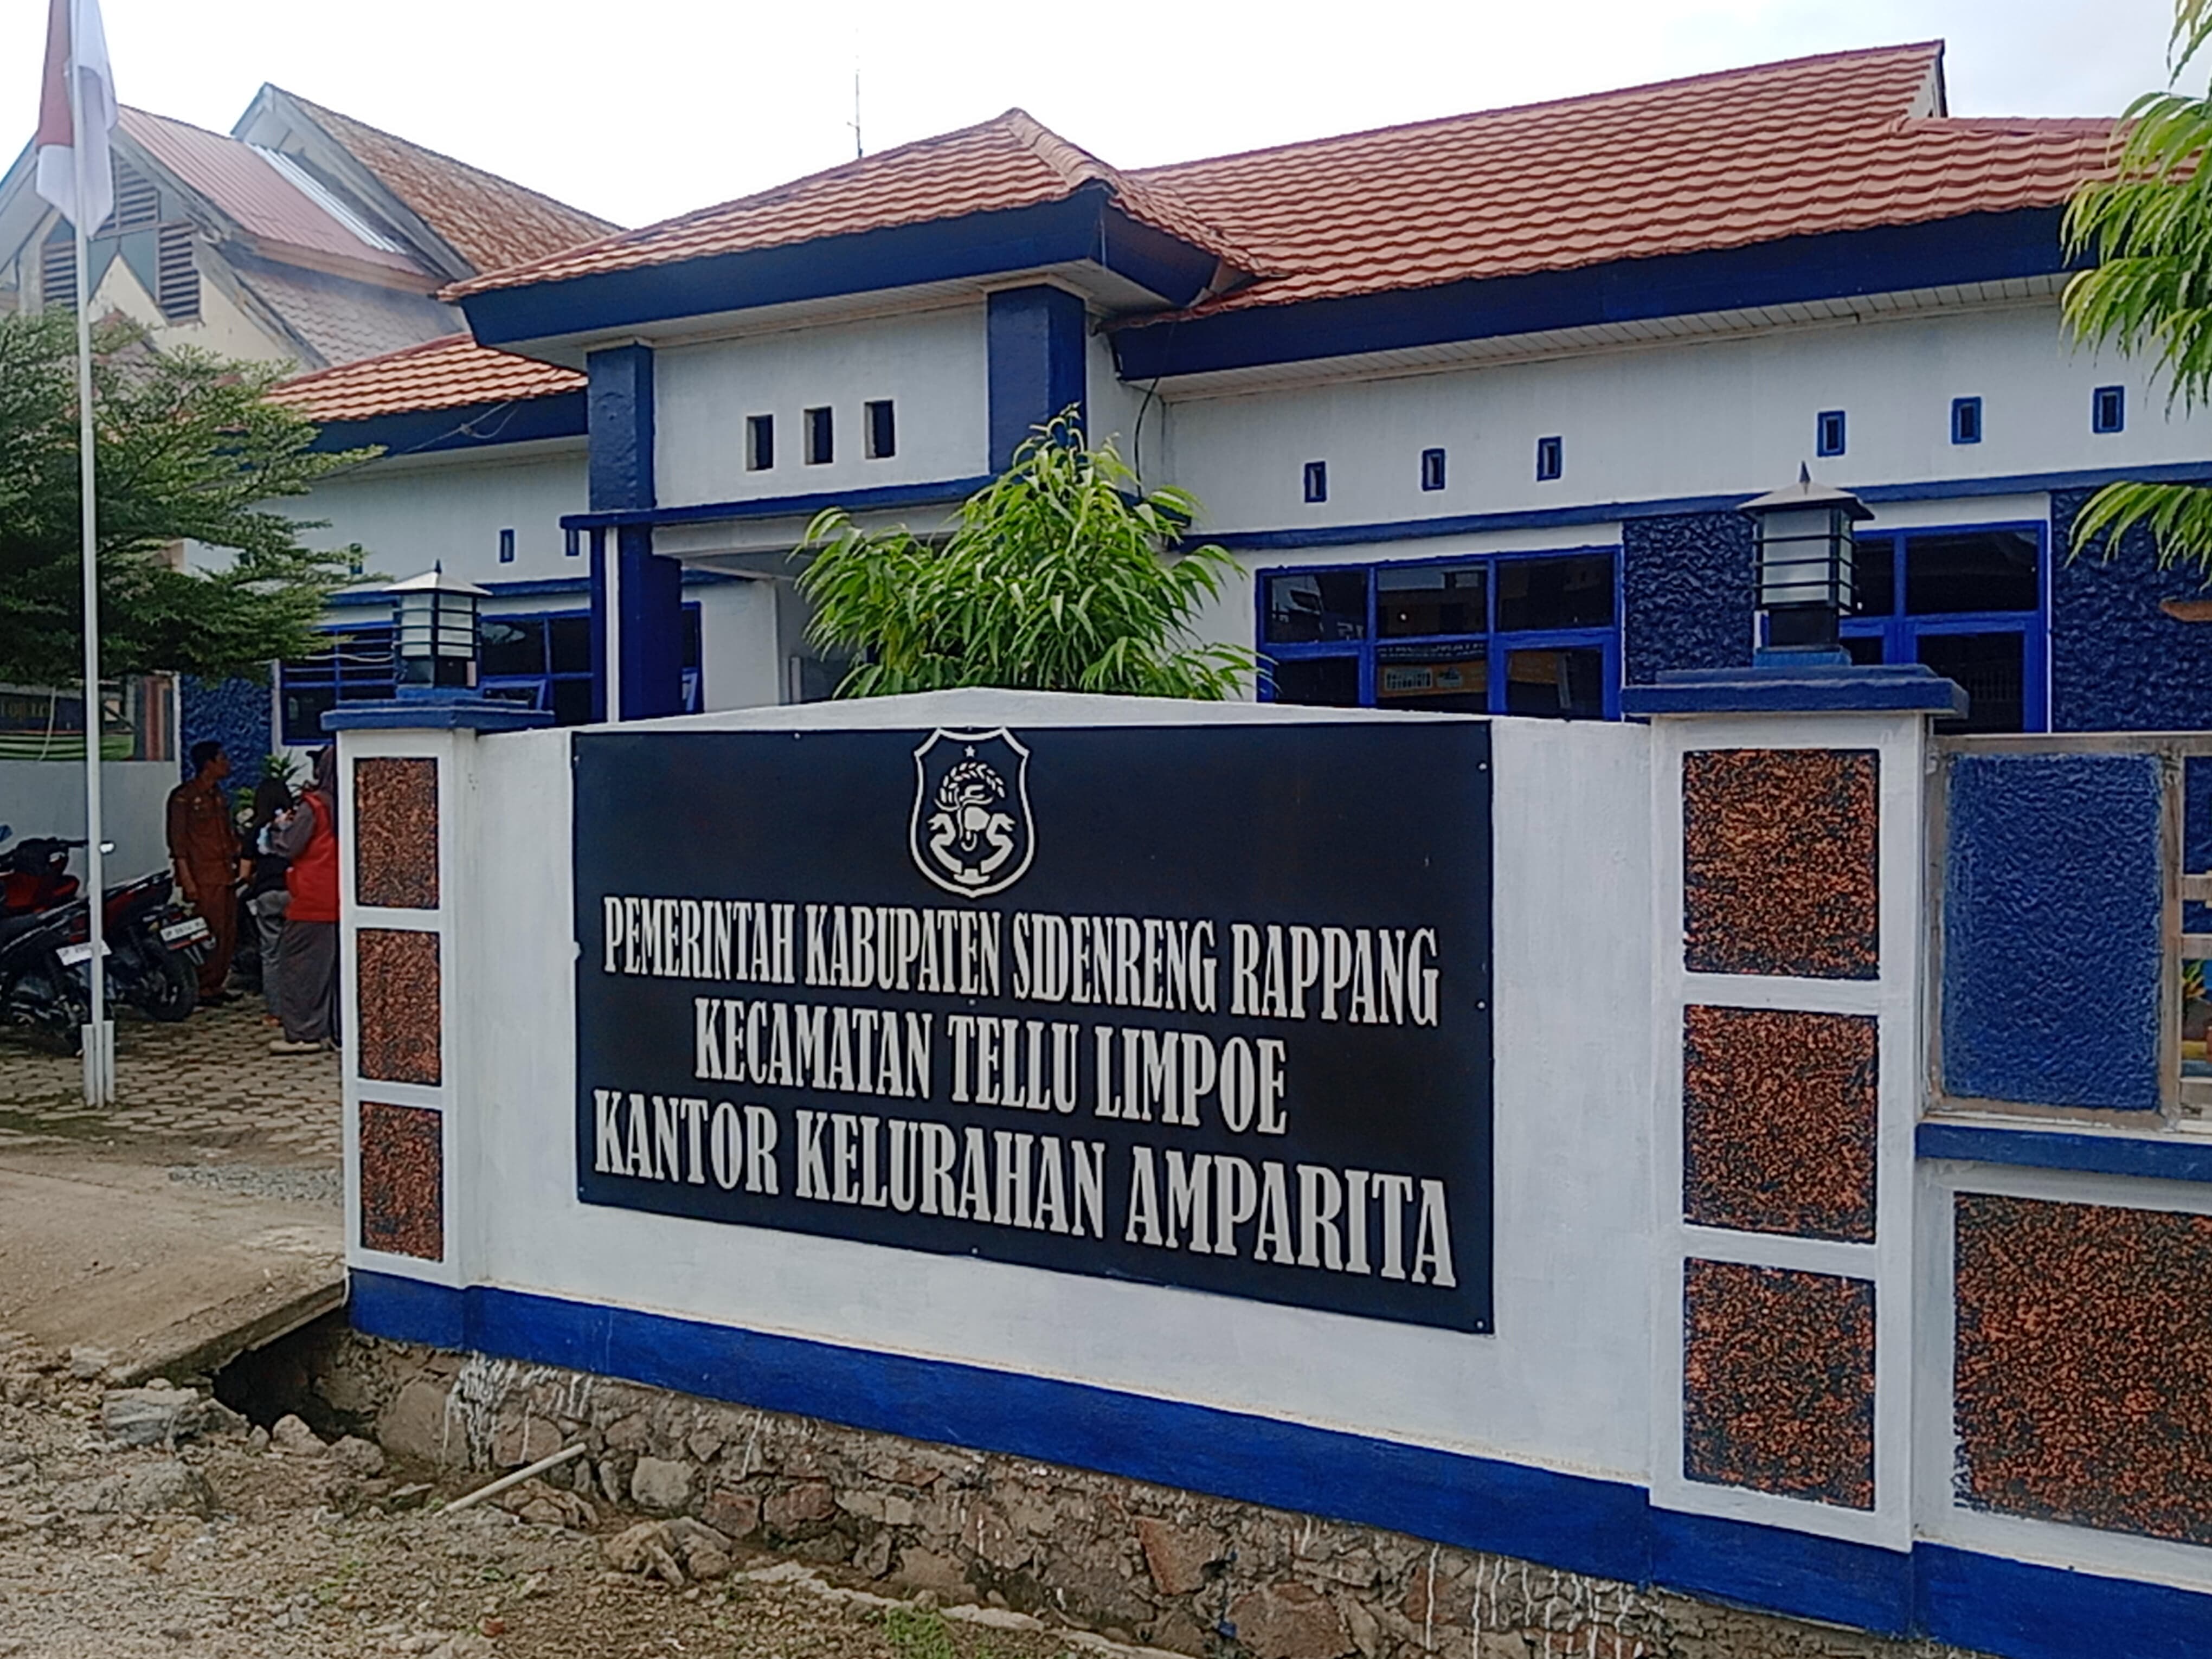 PEMERINTAH KABUPATEN SIDENRENG RAPPANG
KECAMATAN TELLU LIMPOE
KANTOR KELURAHAN AMPARITA